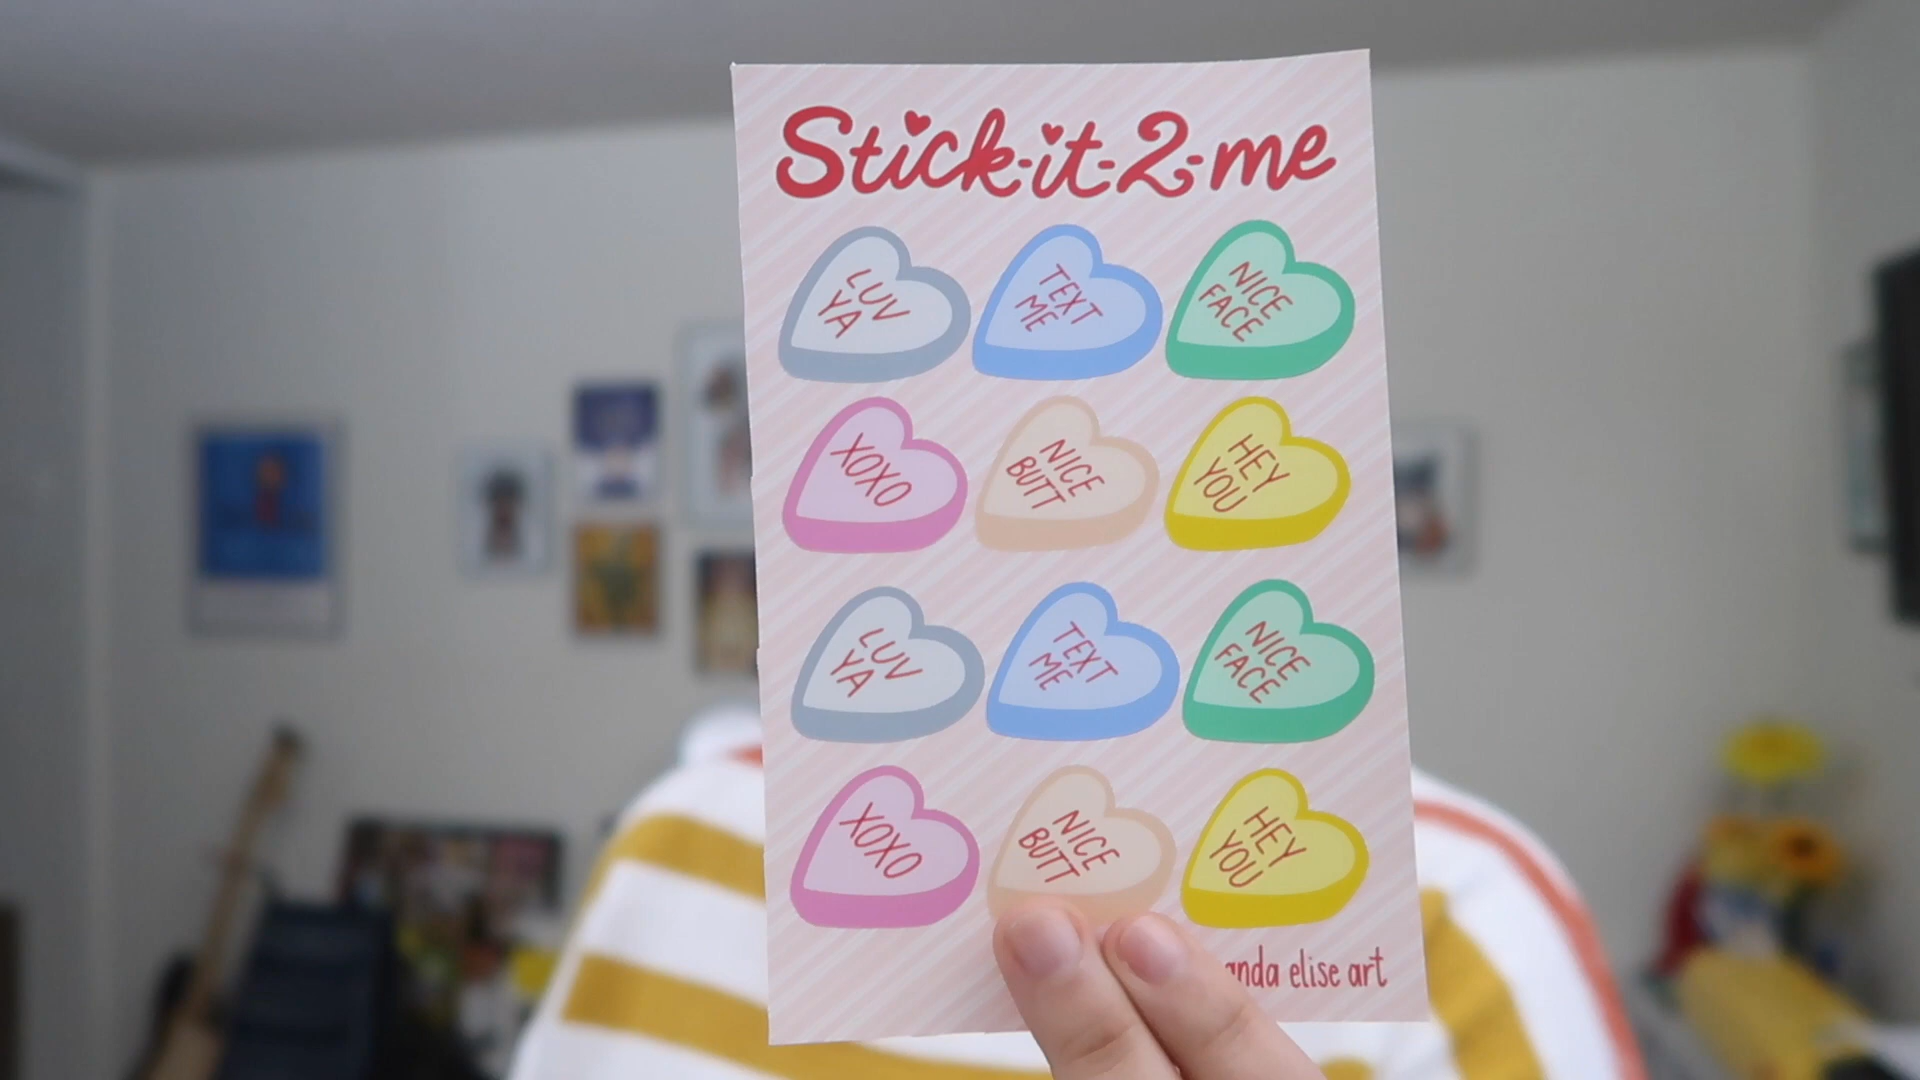 Stick-it-2-me
LUV
YA
TEXT
ME
NICE
FACE
XOXO
NICE
BUTT
HEY
YOU
LUV
YA
TEXT
ME
NICE
FACE
XOXO
NICE
BUTT
HEY
YOU
elise art